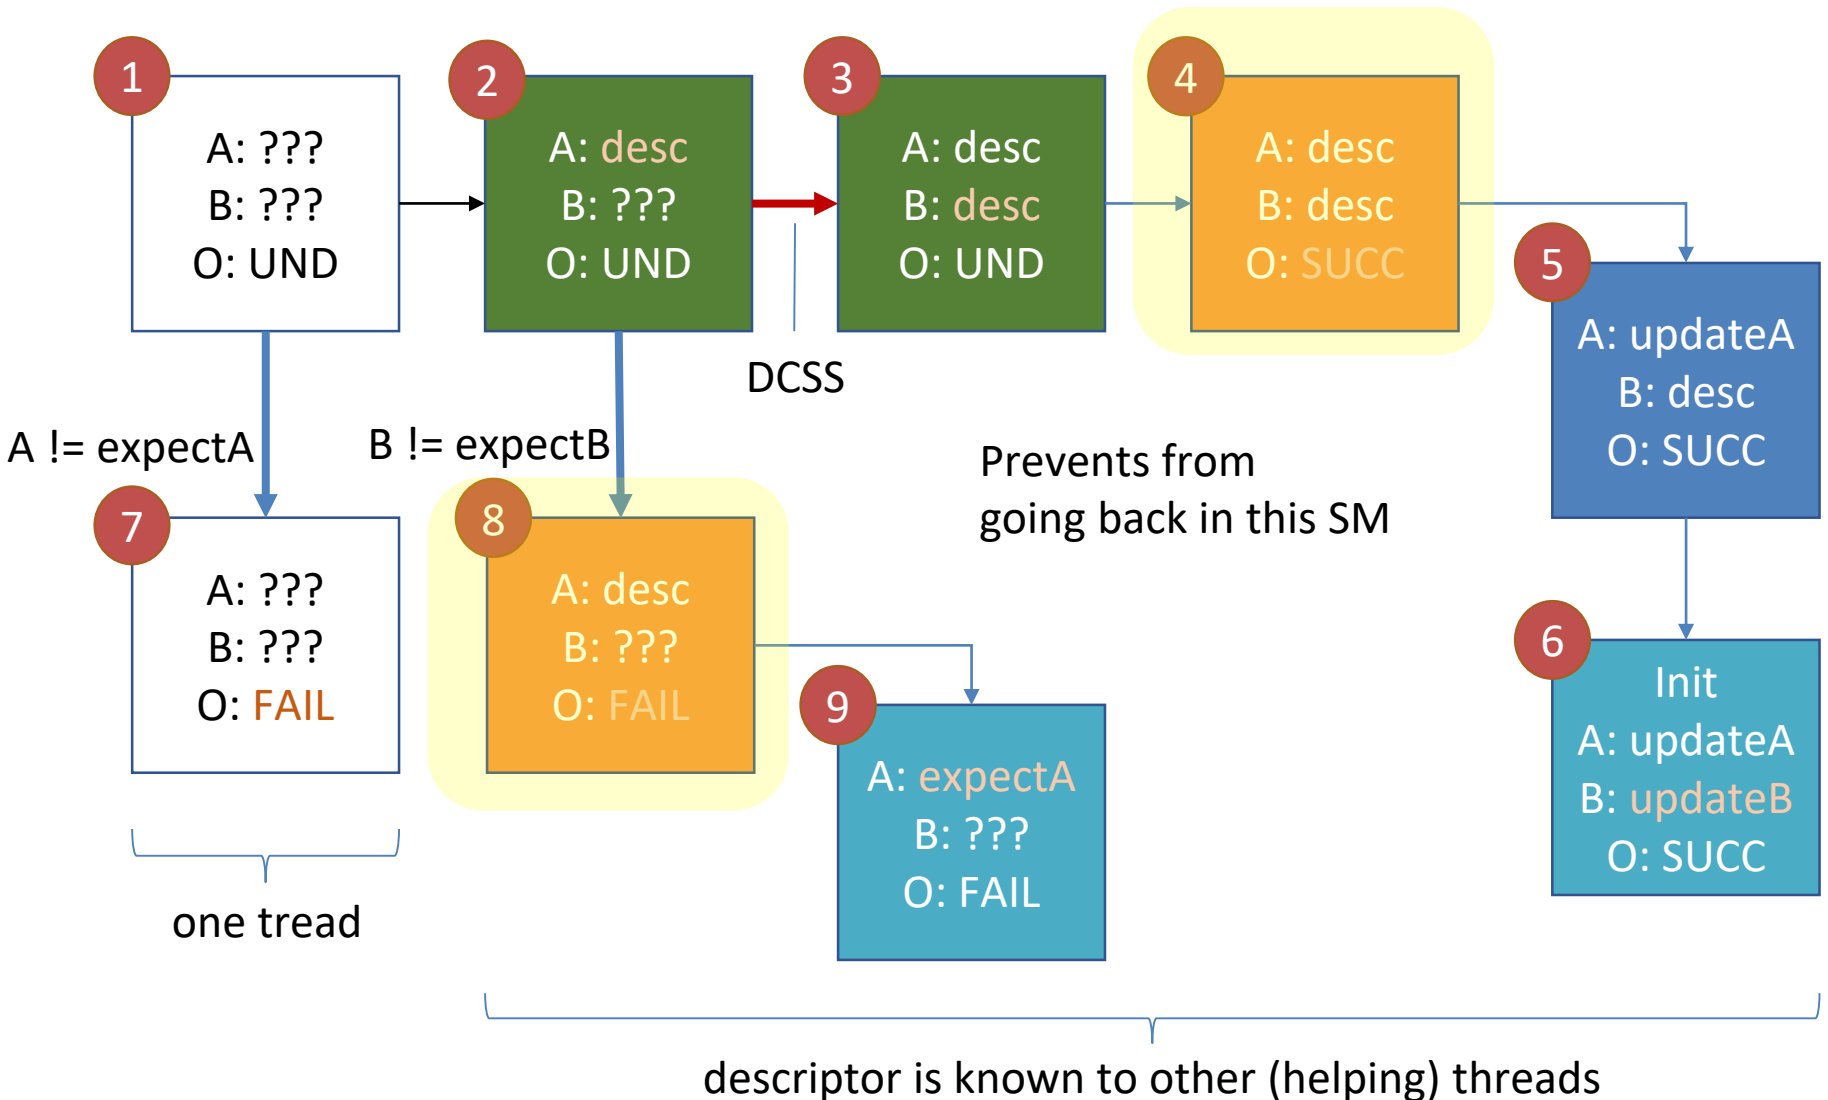 1
A: ???
B: ???
O: UND
2
A: desc
B: ???
O: UND
3
A: desc
B: desc
O: UND
4
A: desc
B: desc
O: SUCC
DCSS
5
A: updateA
B: desc
O: SUCC
A != expectA
B != expectB
Prevents from
going back in this SM
7
A: ???
B: ???
O: FAIL
8
A: desc
B: ???
O: FAIL
9
A: expectA
B: ???
O: FAIL
6
Init
A: updateA
B: updateB
O: SUCC
one tread
descriptor is known to other (helping) threads